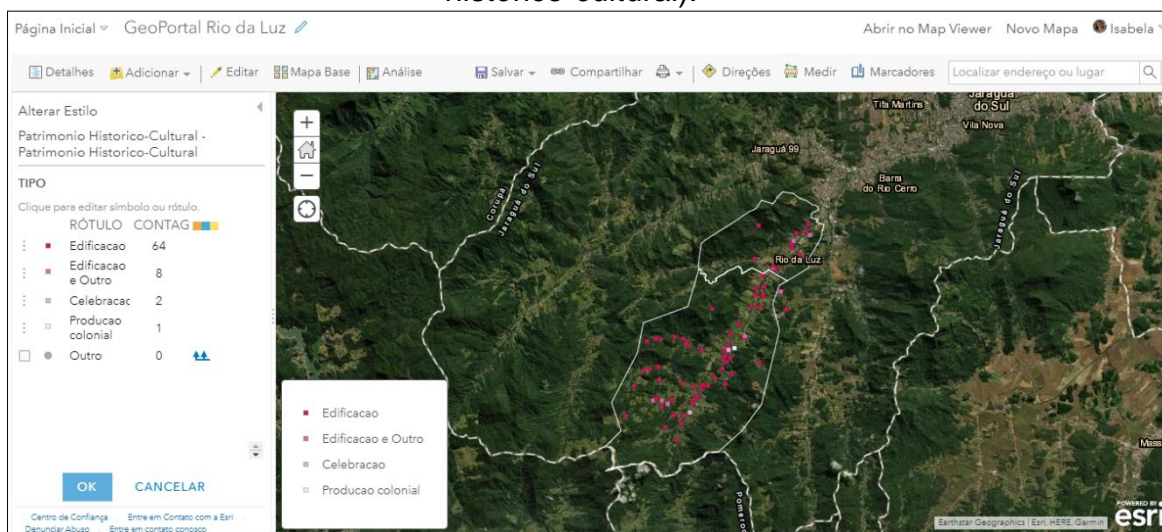 histórico-cultural).
Página Inicial GeoPortal Rio da Luz
Abrir no Map Viewer Novo Mapa Isabela
Detalhes Adicionar Editar Mapa Base Análise Salvar Compartilhar Direções Medir Marcadores Localizar endereço ou lugar
Alterar Estilo
Patrimonio Historico-Cultural -
Patrimonio Historico-Cultural
TIPO
Clique para editar símbolo ou rótulo.
RÓTULO CONTAG
Edificacao 64
Edificacao
e Outro 8
Celebracac 2
Producao
colonial 1
Outro 0
OK CANCELAR
Centro de Confiança Entre em Contato com a Esri
Denunciar Abuso Entre em contato conosco
Jaraguá
do Sul
Tifa Martins
Vila Nova
Jaraguá 99
Barra
do Rio Cerro
Corupá
Jaraguá do Sul
Jaraguá do Sul
Rio da Luz
Mass
Pomerod
Edificacao
Edificacao e Outro
Celebracao
Producao colonial
POWERED BY
esri
Earthstar Geographics | Esri, HERE, Garmin